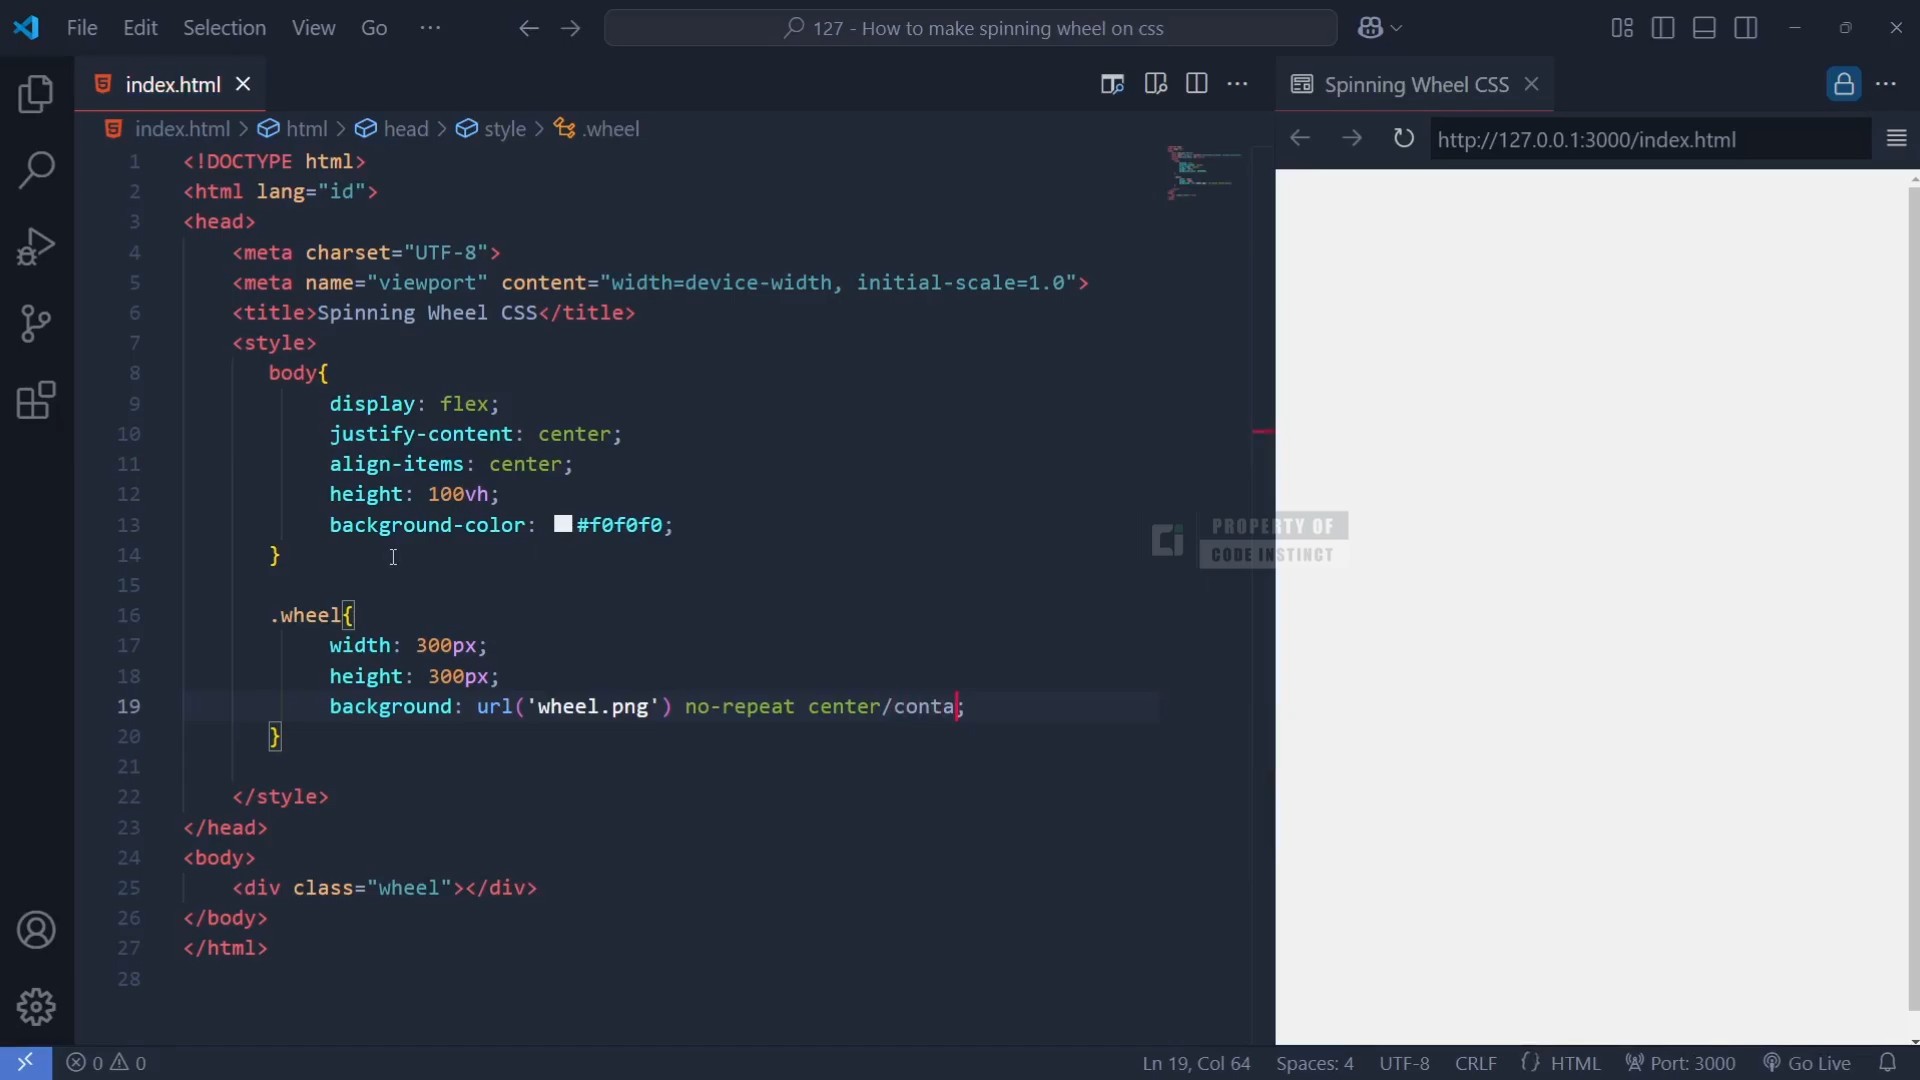 File Edit Selection View Go ··· 127 - How to make spinning wheel on css
index.html
Spinning Wheel CSS
index.html > html > head > style > .wheel
http://127.0.0.1:3000/index.html
1 <!DOCTYPE html>
2 <html lang="id">
3 <head>
4 <meta charset="UTF-8">
5 <meta name="viewport" content="width=device-width, initial-scale=1.0">
6 <title>Spinning Wheel CSS</title>
7 <style>
8 body{
9 display: flex;
10 justify-content: center;
11 align-items: center;
12 height: 100vh;
13 background-color: #f0f0f0;
14 }
15
16 .wheel{
17 width: 300px;
18 height: 300px;
19 background: url('wheel.png') no-repeat center/conta;
20 }
21
22 </style>
23 </head>
24 <body>
25 <div class="wheel"></div>
26 </body>
27 </html>
28
Ci PROPERTY OF
CODE INSTINCT
0 0 Ln 19, Col 64 Spaces: 4 UTF-8 CRLF {} HTML Port: 3000 Go Live